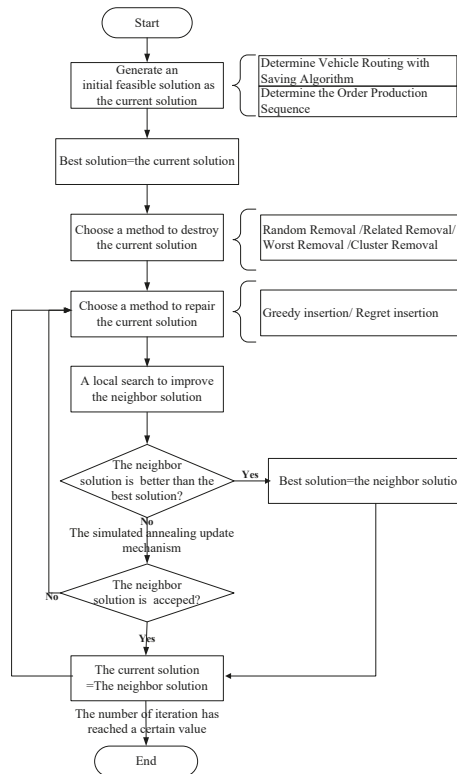 Start
Generate an
initial feasible solution as
the current solution
Determine Vehicle Routing with
Saving Algorithm
Determine the Order Production
Sequence
Best solution=the current solution
Choose a method to destroy
the current solution
Random Removal /Related Removal/
Worst Removal /Cluster Removal
Choose a method to repair
the current solution
Greedy insertion/ Regret insertion
A local search to improve
the neighbor solution
The neighbor
solution is better than the
best solution?
Yes
Best solution=the neighbor solutio
No
The simulated annealing update
mechanism
The neighbor
solution is acceped?
No
Yes
The current solution
=The neighbor solution
The number of iteration has
reached a certain value
End